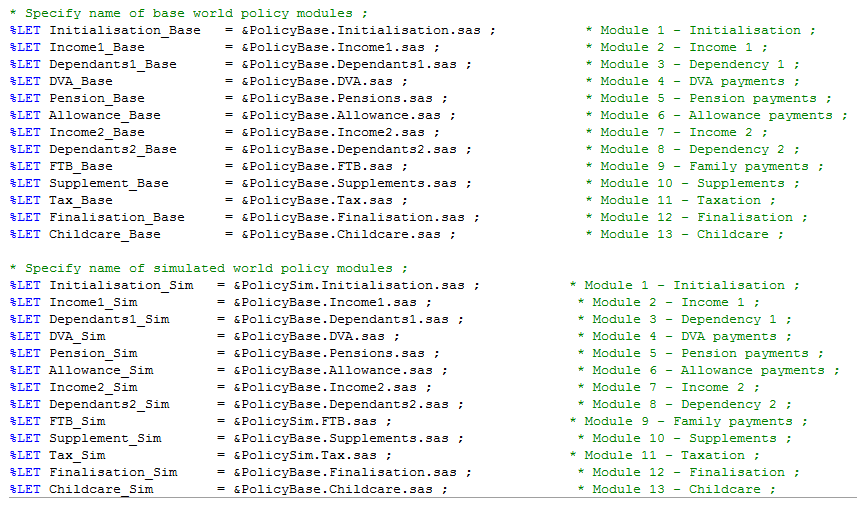 * Specify name of base world policy modules ;
%LET Initialisation_Base = &PolicyBase.Initialisation.sas ; * Module 1 - Initialisation ;
%LET Income1_Base = &PolicyBase.Income1.sas ; * Module 2 - Income 1 ;
%LET Dependants1_Base = &PolicyBase.Dependants1.sas ; * Module 3 - Dependency 1 ;
%LET DVA_Base = &PolicyBase.DVA.sas ; * Module 4 - DVA payments ;
%LET Pension_Base = &PolicyBase.Pensions.sas ; * Module 5 - Pension payments ;
%LET Allowance_Base = &PolicyBase.Allowance.sas ; * Module 6 - Allowance payments ;
%LET Income2_Base = &PolicyBase.Income2.sas ; * Module 7 - Income 2 ;
%LET Dependants2_Base = &PolicyBase.Dependants2.sas ; * Module 8 - Dependency 2 ;
%LET FTB_Base = &PolicyBase.FTB.sas ; * Module 9 - Family payments ;
%LET Supplement_Base = &PolicyBase.Supplements.sas ; * Module 10 - Supplements ;
%LET Tax_Base = &PolicyBase.Tax.sas ; * Module 11 - Taxation ;
%LET Finalisation_Base = &PolicyBase.Finalisation.sas ; * Module 12 - Finalisation ;
%LET Childcare_Base = &PolicyBase.Childcare.sas ; * Module 13 - Childcare ;
* Specify name of simulated world policy modules ;
%LET Initialisation_Sim = &PolicySim.Initialisation.sas ; * Module 1 - Initialisation ;
%LET Income1_Sim = &PolicyBase.Income1.sas ; * Module 2 - Income 1 ;
%LET Dependants1_Sim = &PolicyBase.Dependants1.sas ; * Module 3 - Dependency 1 ;
%LET DVA_Sim = &PolicyBase.DVA.sas ; * Module 4 - DVA payments ;
%LET Pension_Sim = &PolicyBase.Pensions.sas ; * Module 5 - Pension payments ;
%LET Allowance_Sim = &PolicyBase.Allowance.sas ; * Module 6 - Allowance payments ;
%LET Income2_Sim = &PolicyBase.Income2.sas ; * Module 7 - Income 2 ;
%LET Dependants2_Sim = &PolicyBase.Dependants2.sas ; * Module 8 - Dependency 2 ;
%LET FTB_Sim = &PolicySim.FTB.sas ; * Module 9 - Family payments ;
%LET Supplement_Sim = &PolicyBase.Supplements.sas ; * Module 10 - Supplements ;
%LET Tax_Sim = &PolicySim.Tax.sas ; * Module 11 - Taxation ;
%LET Finalisation_Sim = &PolicyBase.Finalisation.sas ; * Module 12 - Finalisation ;
%LET Childcare_Sim = &PolicyBase.Childcare.sas ; * Module 13 - Childcare ;